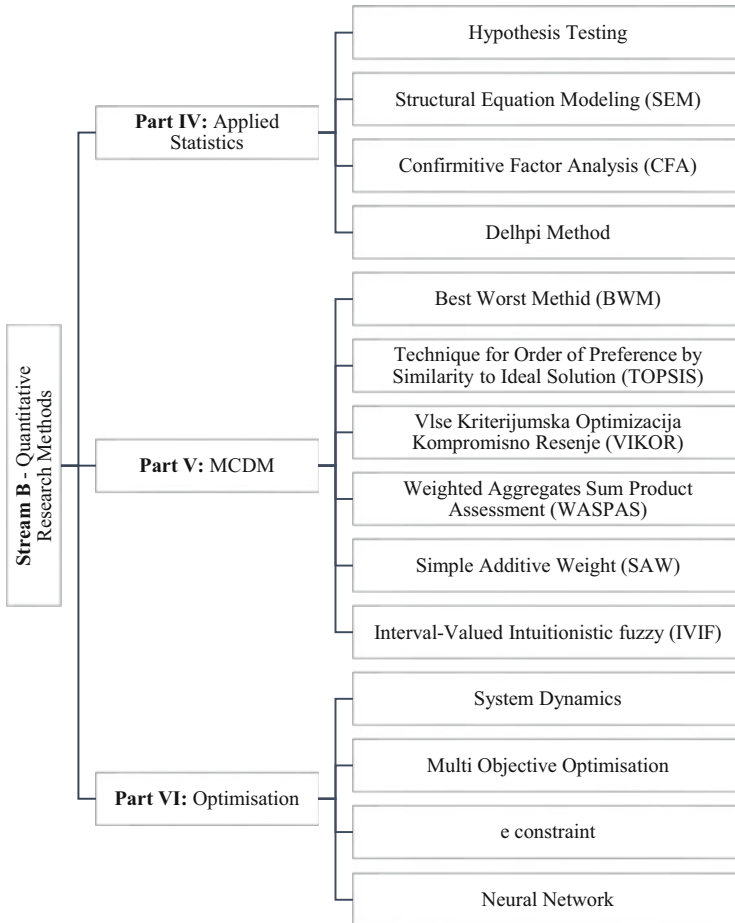 Stream B - Quantitative
Research Methods
Part IV: Applied
Statistics
Hypothesis Testing
Structural Equation Modeling (SEM)
Confirmitive Factor Analysis (CFA)
Delhpi Method
Part V: MCDM
Best Worst Methid (BWM)
Technique for Order of Preference by
Similarity to Ideal Solution (TOPSIS)
Vlse Kriterijumska Optimizacija
Kompromisno Resenje (VIKOR)
Weighted Aggregates Sum Product
Assessment (WASPAS)
Simple Additive Weight (SAW)
Interval-Valued Intuitionistic fuzzy (IVIF)
Part VI: Optimisation
System Dynamics
Multi Objective Optimisation
e constraint
Neural Network